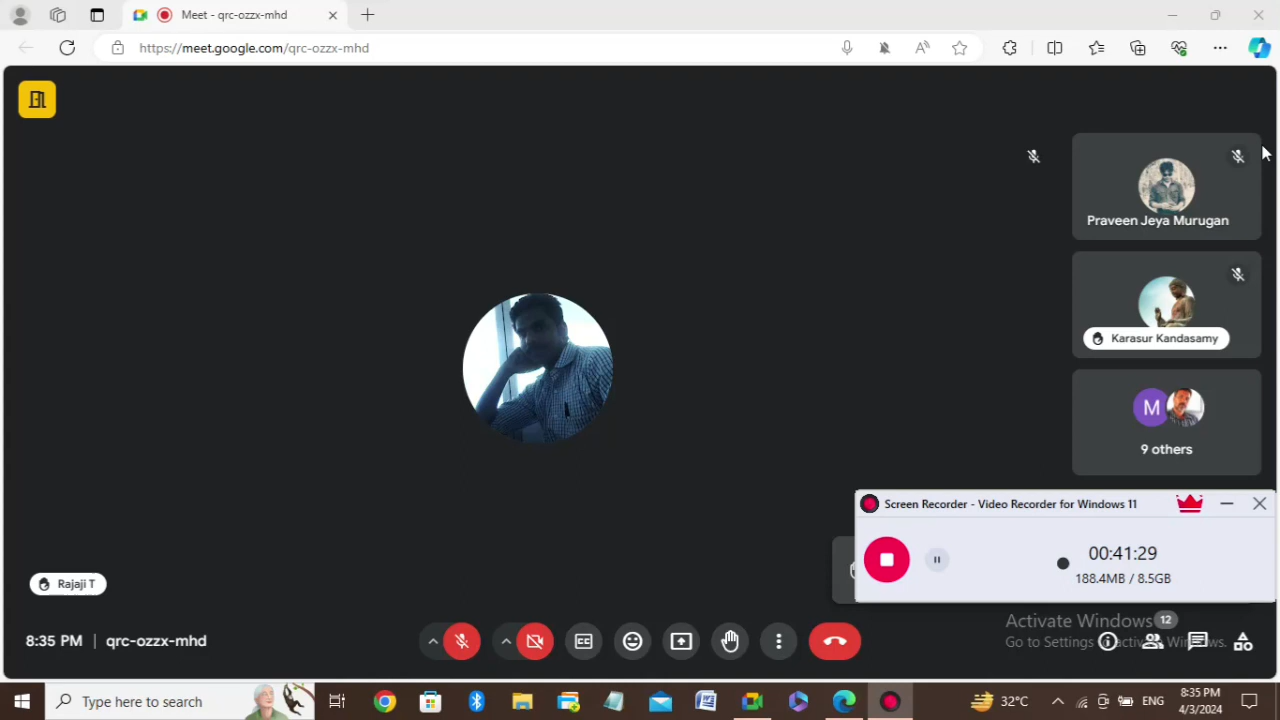 Meet - qrc-ozzx-mhd
https://meet.google.com/qrc-ozzx-mhd
Praveen Jeya Murugan
Karasur Kandasamy
M
9 others
Screen Recorder - Video Recorder for Windows 11
00:41:29
188.4MB / 8.5GB
Rajaji T
Activate Windows
12
8:35 PM | qrc-ozzx-mhd
Go to Settings to activate Windows.
Type here to search
32°C
ENG
8:35 PM
4/3/2024